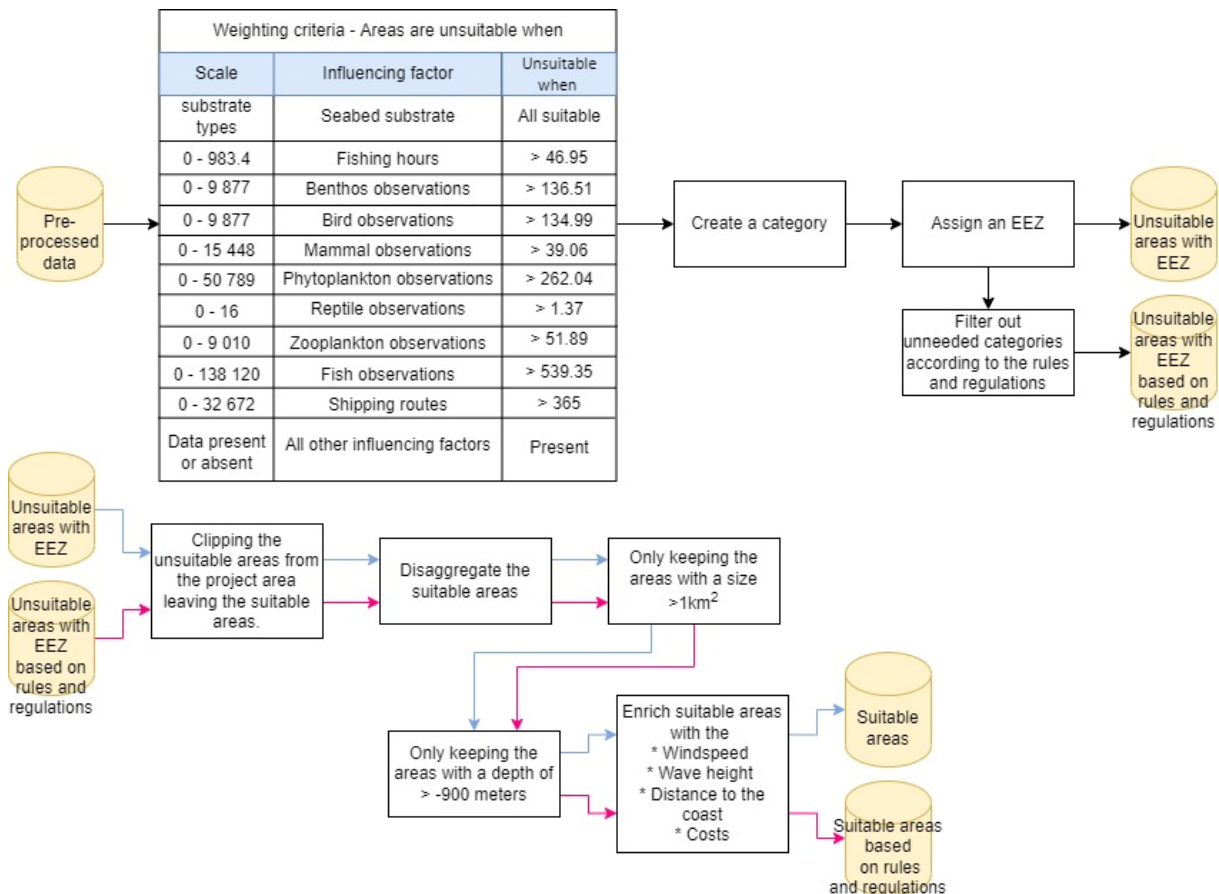 Weighting criteria - Areas are unsuitable when
Scale
Influencing factor
Unsuitable
when
substrate
types
Seabed substrate
All suitable
0 - 983.4
Fishing hours
> 46.95
0 - 9 877
Benthos observations
> 136.51
0 - 9 877
Bird observations
> 134.99
0 - 15 448
Mammal observations
> 39.06
0 - 50 789
Phytoplankton observations
> 262.04
0 - 16
Reptile observations
> 1.37
0 - 9 010
Zooplankton observations
> 51.89
0 - 138 120
Fish observations
> 539.35
0 - 32 672
Shipping routes
> 365
Data present
or absent
All other influencing factors
Present
Pre-
processed
data
Create a category
Assign an EEZ
Unsuitable
areas with
EEZ
Filter out
unneeded categories
according to the rules
and regulations
Unsuitable
areas with
EEZ
based on
rules and
regulations
Unsuitable
areas with
EEZ
Unsuitable
areas with
EEZ
based on
rules and
regulations
Clipping the
unsuitable areas from
the project area
leaving the suitable
areas.
Disaggregate the
suitable areas
Only keeping the
areas with a size
>1km²
Only keeping the
areas with a depth of
> -900 meters
Enrich suitable areas
with the
* Windspeed
* Wave height
* Distance to the
coast
* Costs
Suitable
areas
Suitable areas
based
on rules
and regulations